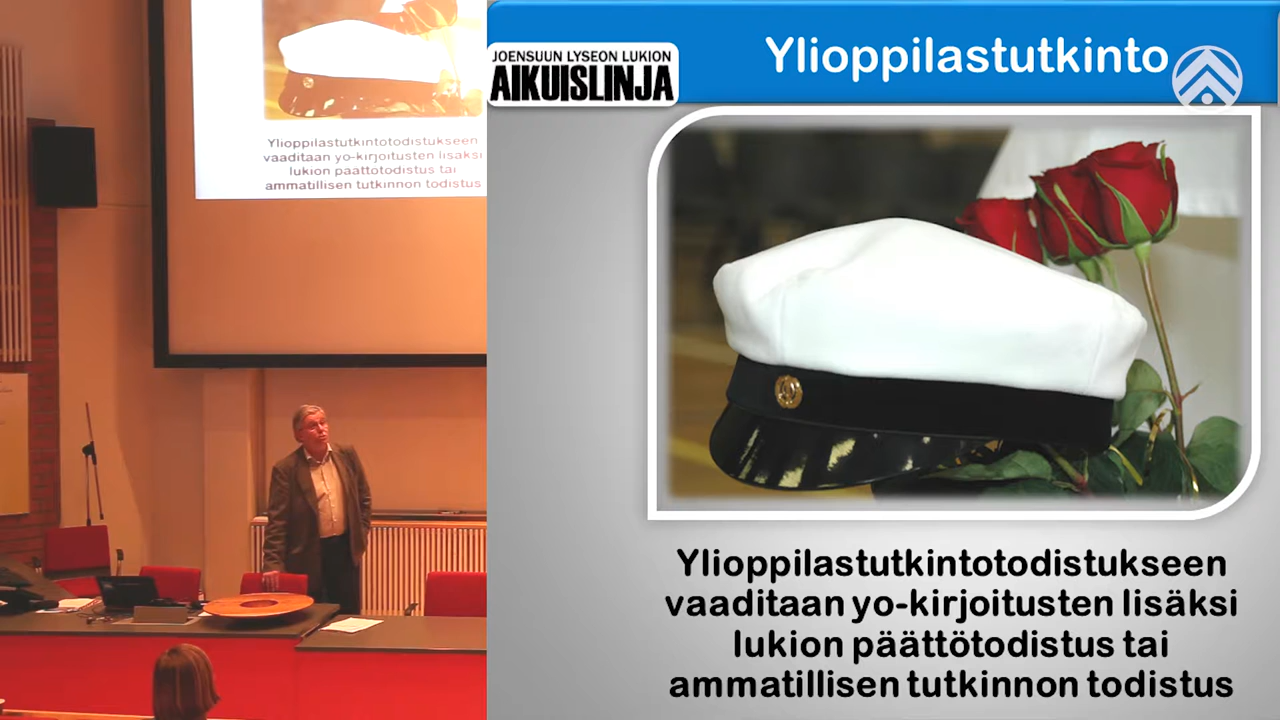 Ylioppilastutkintotodistukseen
vaaditaan yo-kirjoitusten lisäksi
lukion päättötodistus tai
ammatillisen tutkinnon todistus
JOENSUUN LYSEON LUKION
AIKUISLINJA
Ylioppilastutkinto
Ylioppilastutkintotodistukseen
vaaditaan yo-kirjoitusten lisäksi
lukion päättötodistus tai
ammatillisen tutkinnon todistus